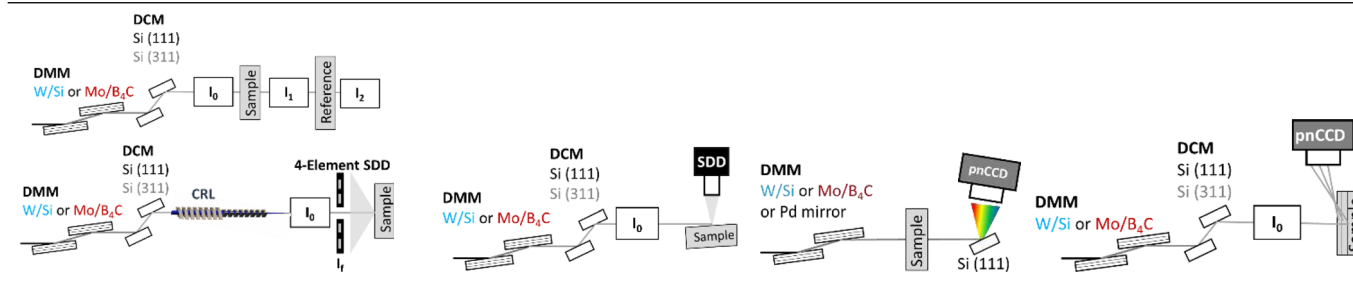 DCM
Si (111)
Si (311)
DMM
W/Si or Mo/B₄C
I₀
Sample
I₁
Reference
I₂
DCM
Si (111)
Si (311)
DMM
W/Si or Mo/B₄C
CRL
I₀
4-Element SDD
I_f
Sample
DCM
Si (111)
Si (311)
DMM
W/Si or Mo/B₄C
I₀
SDD
Sample
DMM
W/Si or Mo/B₄C
or Pd mirror
Sample
pnCCD
Si (111)
DCM
Si (111)
Si (311)
DMM
W/Si or Mo/B₄C
I₀
pnCCD